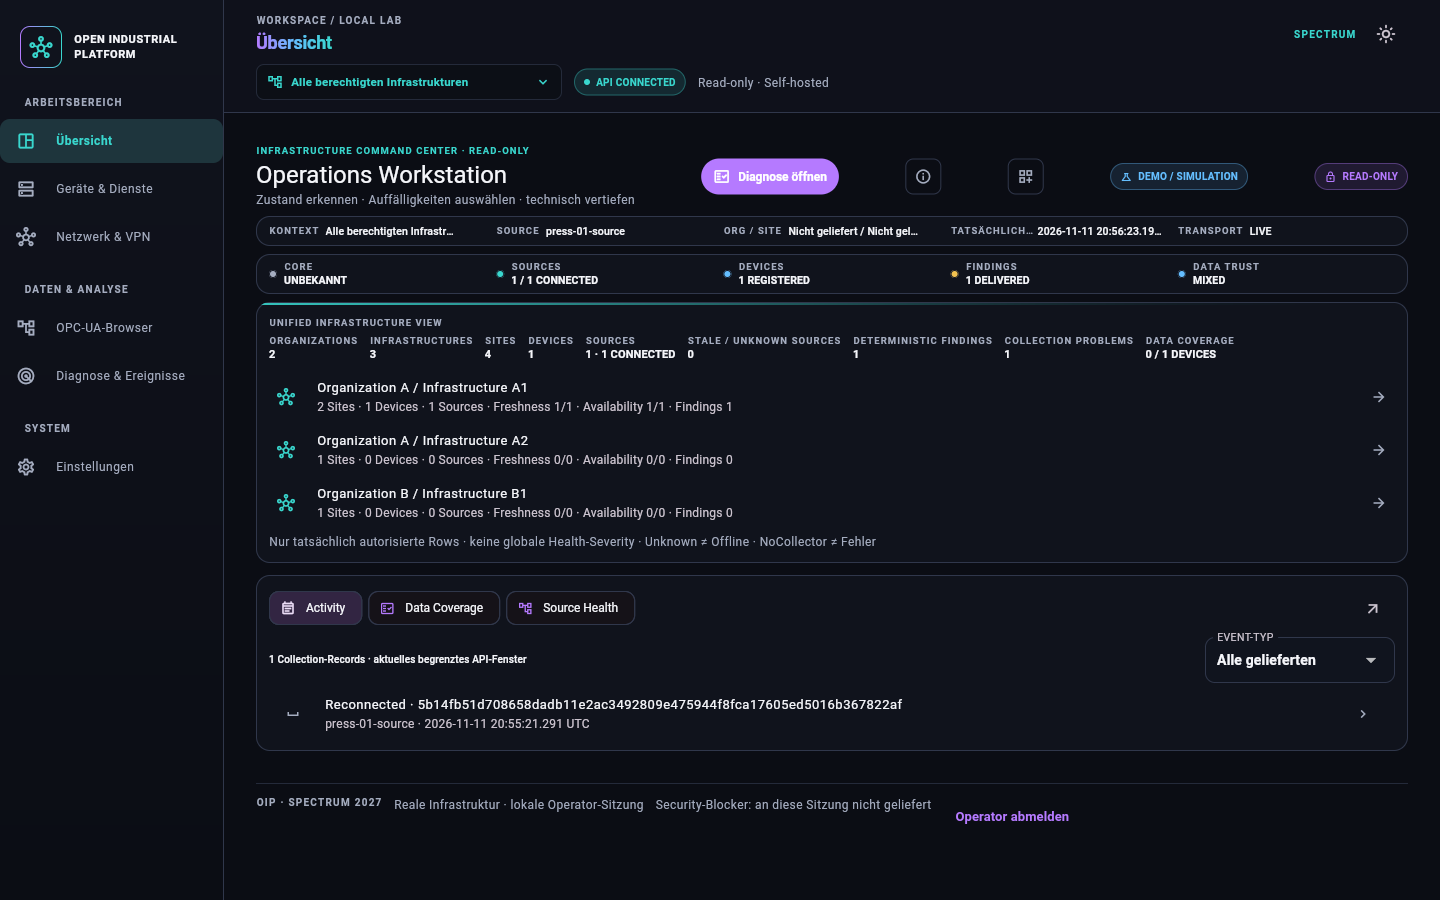 OPEN INDUSTRIAL
PLATFORM
ARBEITSBEREICH
Übersicht
Geräte & Dienste
Netzwerk & VPN
DATEN & ANALYSE
OPC-UA-Browser
Diagnose & Ereignisse
SYSTEM
Einstellungen
WORKSPACE / LOCAL LAB
Übersicht
SPECTRUM
Alle berechtigten Infrastrukturen
API CONNECTED
Read-only · Self-hosted
INFRASTRUCTURE COMMAND CENTER · READ-ONLY
Operations Workstation
Zustand erkennen · Auffälligkeiten auswählen · technisch vertiefen
Diagnose öffnen
DEMO / SIMULATION
READ-ONLY
KONTEXT Alle berechtigten Infrastr...
SOURCE press-01-source
ORG / SITE Nicht geliefert / Nicht gel...
TATSÄCHLICH... 2026-11-11 20:56:23.19...
TRANSPORT LIVE
CORE
UNBEKANNT
SOURCES
1 / 1 CONNECTED
DEVICES
1 REGISTERED
FINDINGS
1 DELIVERED
DATA TRUST
MIXED
UNIFIED INFRASTRUCTURE VIEW
ORGANIZATIONS
2
INFRASTRUCTURES
3
SITES
4
DEVICES
1
SOURCES
1 · 1 CONNECTED
STALE / UNKNOWN SOURCES
0
DETERMINISTIC FINDINGS
1
COLLECTION PROBLEMS
1
DATA COVERAGE
0 / 1 DEVICES
Organization A / Infrastructure A1
2 Sites · 1 Devices · 1 Sources · Freshness 1/1 · Availability 1/1 · Findings 1
Organization A / Infrastructure A2
1 Sites · 0 Devices · 0 Sources · Freshness 0/0 · Availability 0/0 · Findings 0
Organization B / Infrastructure B1
1 Sites · 0 Devices · 0 Sources · Freshness 0/0 · Availability 0/0 · Findings 0
Nur tatsächlich autorisierte Rows · keine globale Health-Severity · Unknown ≠ Offline · NoCollector ≠ Fehler
Activity
Data Coverage
Source Health
1 Collection-Records · aktuelles begrenztes API-Fenster
EVENT-TYP
Alle gelieferten
Reconnected · 5b14fb51d708658dadb11e2ac3492809e475944f8fca17605ed5016b367822af
press-01-source · 2026-11-11 20:55:21.291 UTC
OIP · SPECTRUM 2027
Reale Infrastruktur · lokale Operator-Sitzung
Security-Blocker: an diese Sitzung nicht geliefert
Operator abmelden